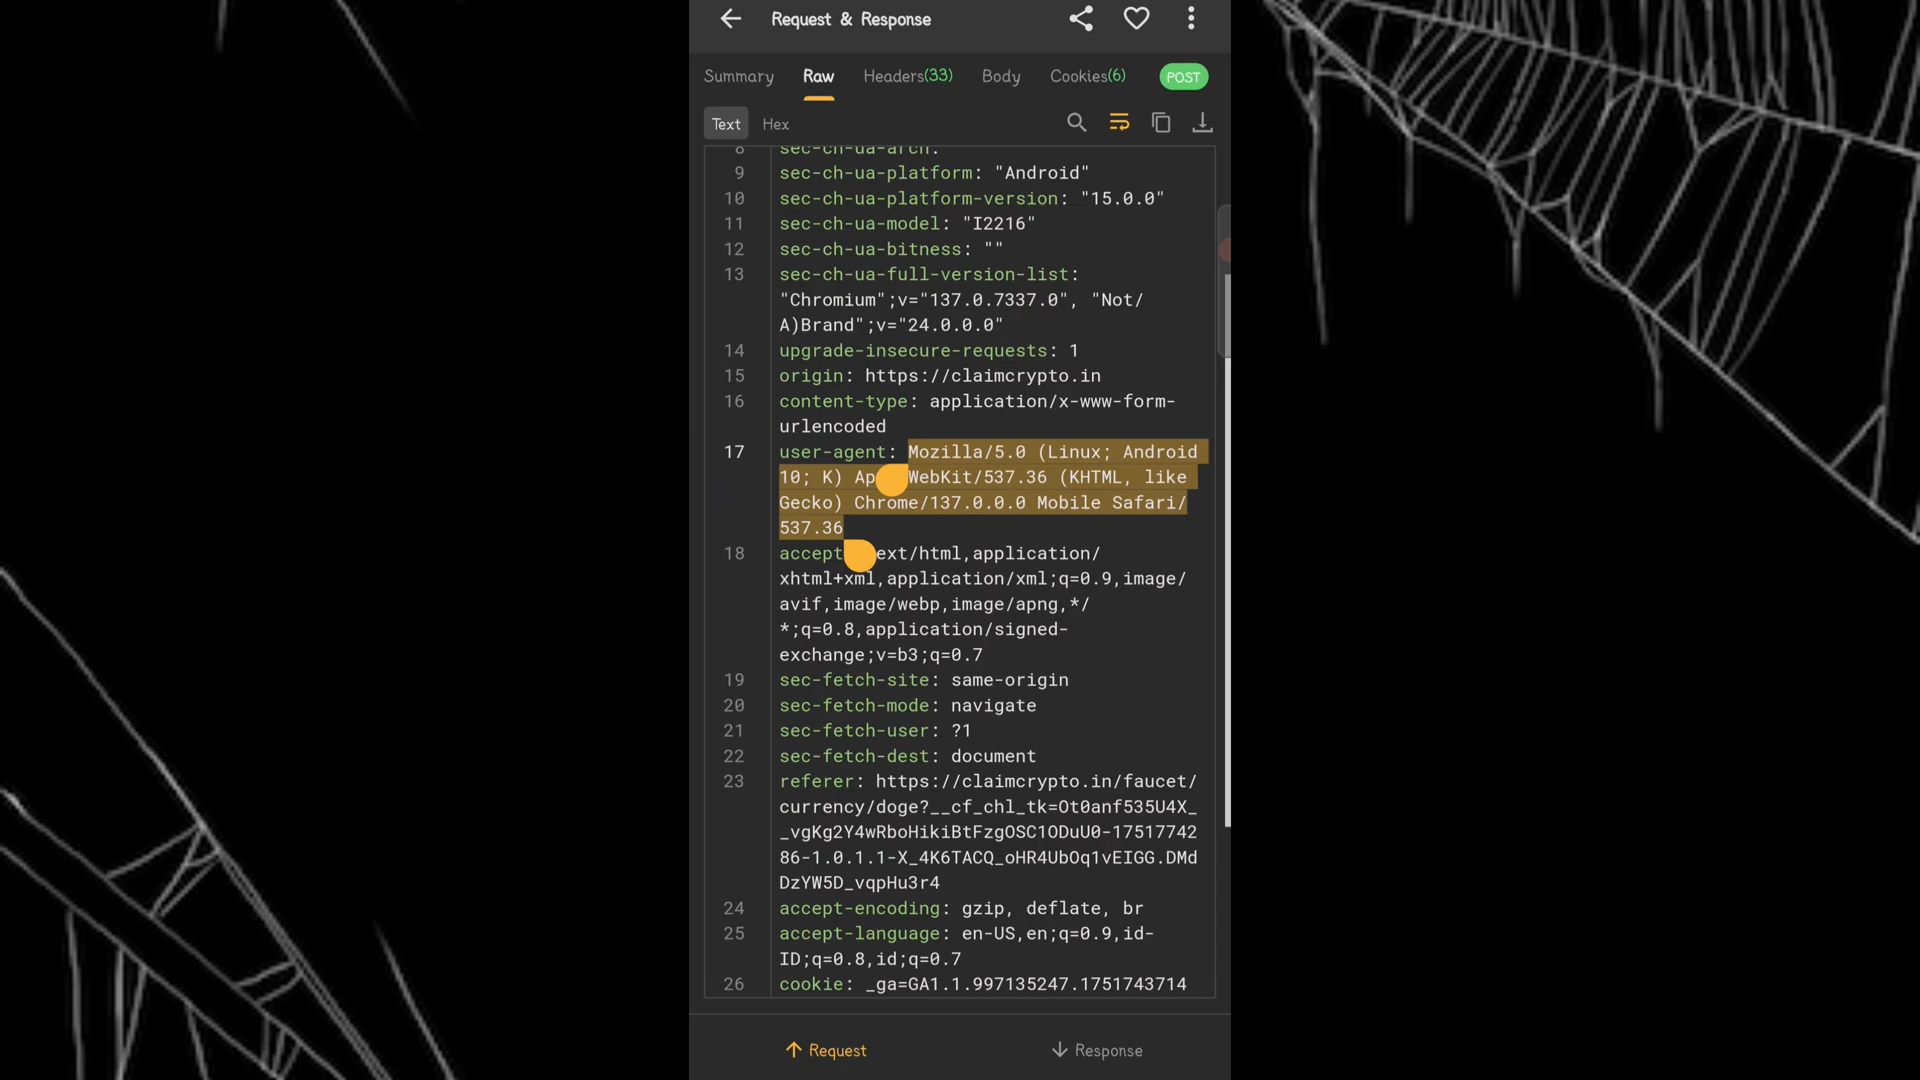 Request & Response
Summary Raw Headers(33) Body Cookies(6) POST
Text Hex
8 sec-ch-ua-arch:
9 sec-ch-ua-platform: "Android"
10 sec-ch-ua-platform-version: "15.0.0"
11 sec-ch-ua-model: "I2216"
12 sec-ch-ua-bitness: ""
13 sec-ch-ua-full-version-list:
"Chromium";v="137.0.7337.0", "Not/
A)Brand";v="24.0.0.0"
14 upgrade-insecure-requests: 1
15 origin: https://claimcrypto.in
16 content-type: application/x-www-form-
urlencoded
17 user-agent: Mozilla/5.0 (Linux; Android
10; K) Ap WebKit/537.36 (KHTML, like
Gecko) Chrome/137.0.0.0 Mobile Safari/
537.36
18 accept ext/html,application/
xhtml+xml,application/xml;q=0.9,image/
avif,image/webp,image/apng,*/
*;q=0.8,application/signed-
exchange;v=b3;q=0.7
19 sec-fetch-site: same-origin
20 sec-fetch-mode: navigate
21 sec-fetch-user: ?1
22 sec-fetch-dest: document
23 referer: https://claimcrypto.in/faucet/
currency/doge?__cf_chl_tk=Ot0anf535U4X_
_vgKg2Y4wRboHikiBtFzgOSC1ODuU0-17517742
86-1.0.1.1-X_4K6TACQ_oHR4UbOq1vEIGG.DMd
DzYW5D_vqpHu3r4
24 accept-encoding: gzip, deflate, br
25 accept-language: en-US,en;q=0.9,id-
ID;q=0.8,id;q=0.7
26 cookie: _ga=GA1.1.997135247.1751743714
Request Response